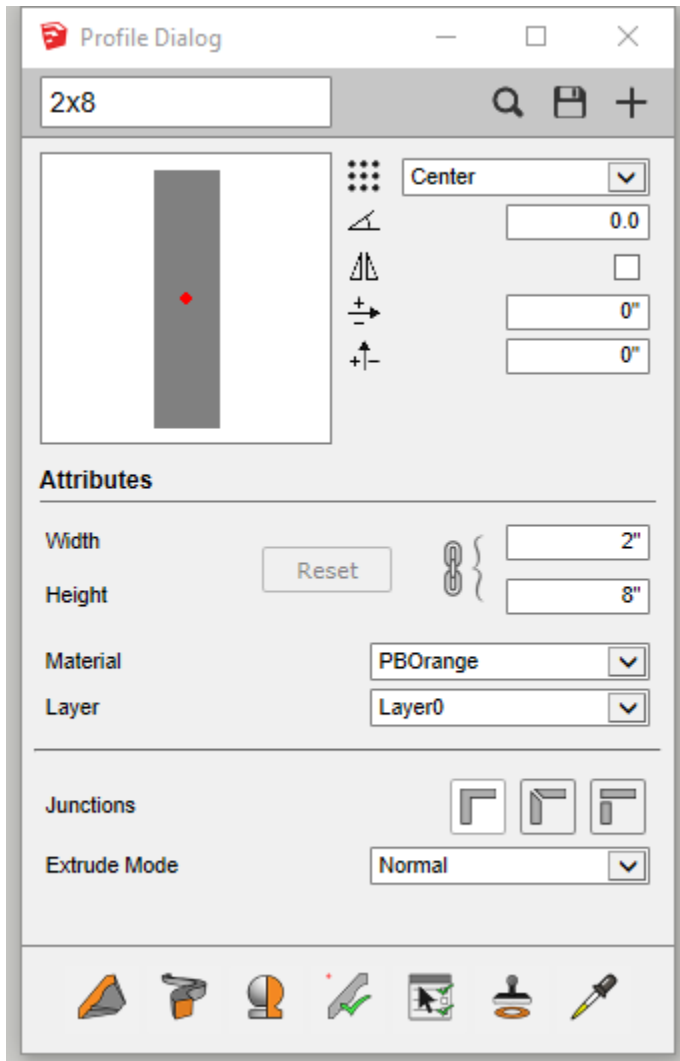 Profile Dialog
2x8
Center
0.0
0"
0"
Attributes
Width
2"
Reset
Height
8"
Material
PBOrange
Layer
Layer0
Junctions
Extrude Mode
Normal